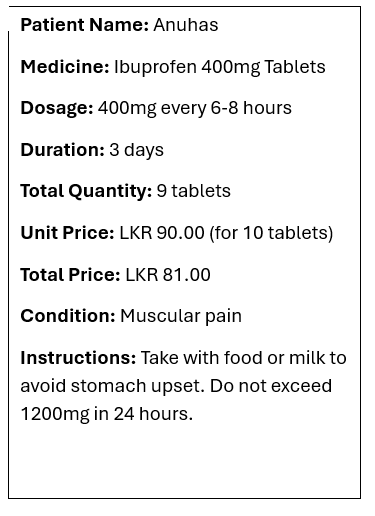 Patient Name: Anuhas
Medicine: Ibuprofen 400mg Tablets
Dosage: 400mg every 6-8 hours
Duration: 3 days
Total Quantity: 9 tablets
Unit Price: LKR 90.00 (for 10 tablets)
Total Price: LKR 81.00
Condition: Muscular pain
Instructions: Take with food or milk to
avoid stomach upset. Do not exceed
1200mg in 24 hours.